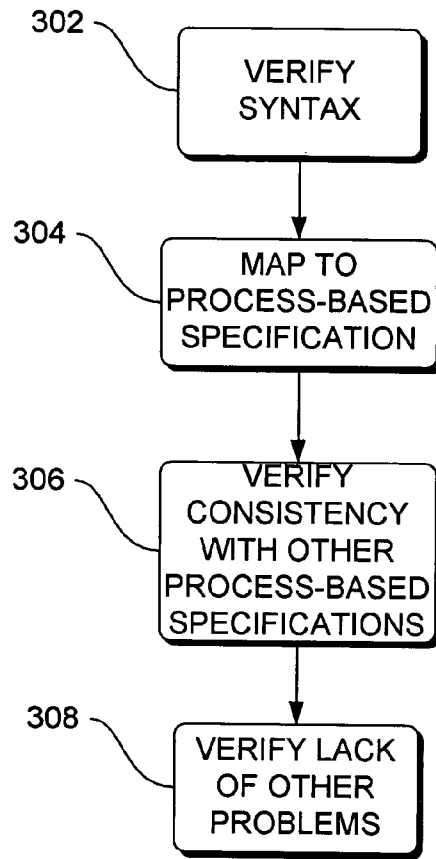 302
VERIFY
SYNTAX
304
MAP TO
PROCESS-BASED
SPECIFICATION
306
VERIFY
CONSISTENCY
WITH OTHER
PROCESS-BASED
SPECIFICATIONS
308
VERIFY LACK
OF OTHER
PROBLEMS